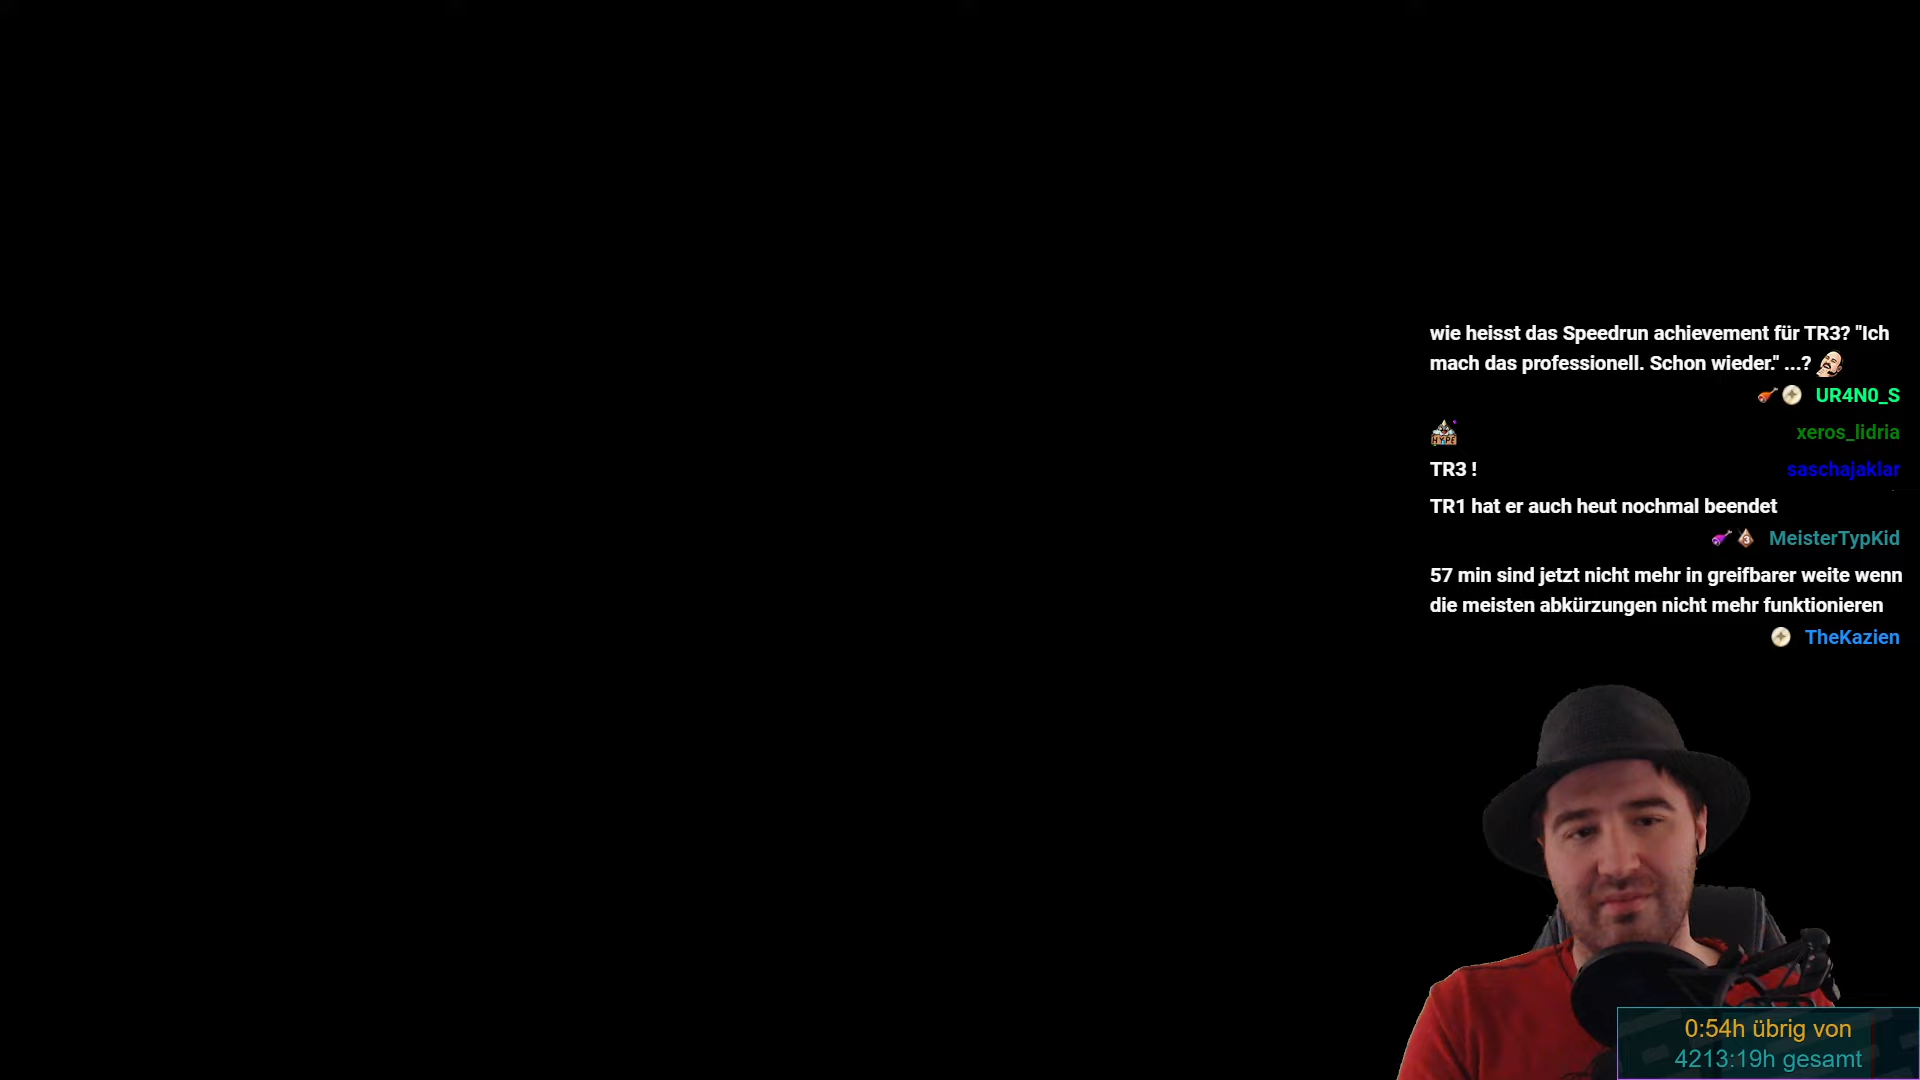 wie heisst das Speedrun achievement für TR3? "Ich
mach das professionell. Schon wieder." ...?
UR4N0_S
HYPE
xeros_lidria
TR3 !
saschajaklar
TR1 hat er auch heut nochmal beendet
3
MeisterTypKid
57 min sind jetzt nicht mehr in greifbarer weite wenn
die meisten abkürzungen nicht mehr funktionieren
TheKazien
0:54h übrig von
4213:19h gesamt